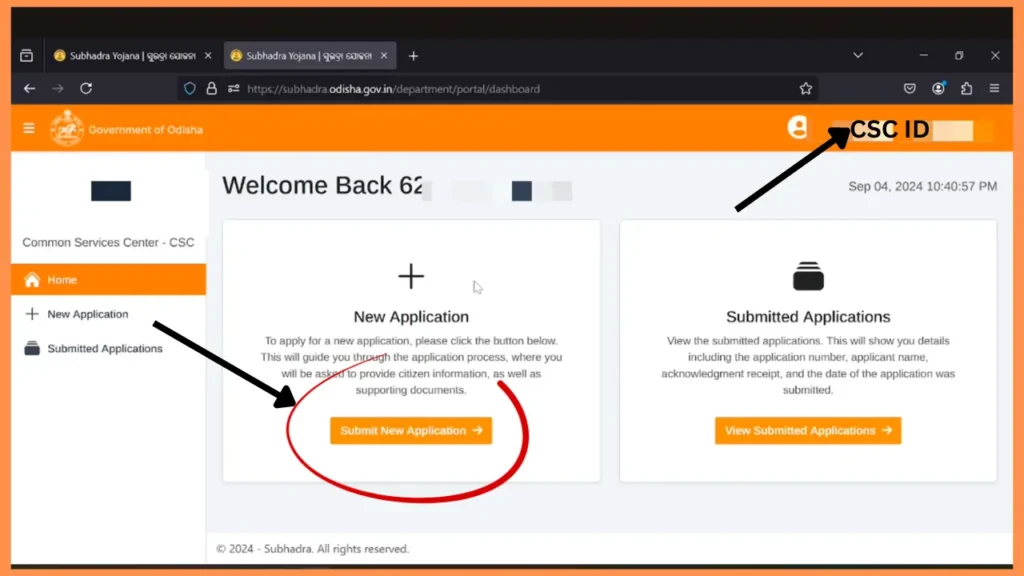 Subhadra Yojana | ସୁଭଦ୍ରା ଯୋଜନା
Subhadra Yojana | ସୁଭଦ୍ରା ଯୋଜନା
https://subhadra.odisha.gov.in/department/portal/dashboard
Government of Odisha
CSC ID
Welcome Back 62
Sep 04, 2024 10:40:57 PM
Common Services Center - CSC
Home
New Application
Submitted Applications
New Application
To apply for a new application, please click the button below.
This will guide you through the application process, where you
will be asked to provide citizen information, as well as
supporting documents.
Submit New Application →
Submitted Applications
View the submitted applications. This will show you details
including the application number, applicant name,
acknowledgment receipt, and the date of the application was
submitted.
View Submitted Applications →
© 2024 - Subhadra. All rights reserved.